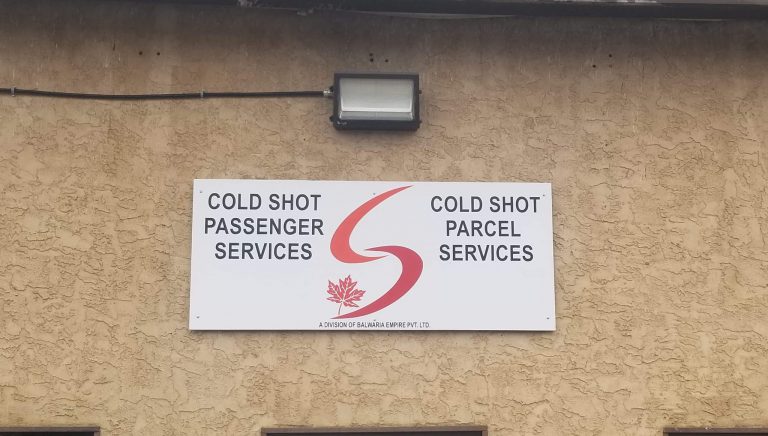 COLD SHOT
PASSENGER
SERVICES
COLD SHOT
PARCEL
SERVICES
A DIVISION OF BALWARIA EMPIRE PVT. LTD.